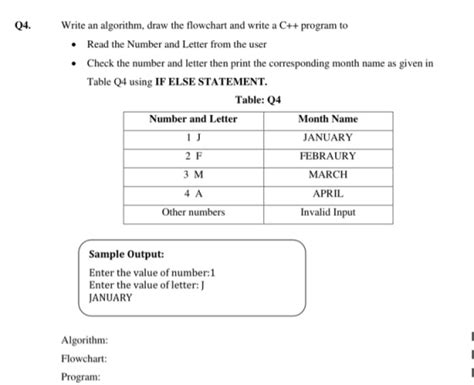 Q4. Write an algorithm, draw the flowchart and write a C++ program to
• Read the Number and Letter from the user
• Check the number and letter then print the corresponding month name as given in
Table Q4 using IF ELSE STATEMENT.
Table: Q4
Number and Letter Month Name
1 J JANUARY
2 F FEBRAURY
3 M MARCH
4 A APRIL
Other numbers Invalid Input
Sample Output:
Enter the value of number:1
Enter the value of letter: J
JANUARY
Algorithm:
Flowchart:
Program: